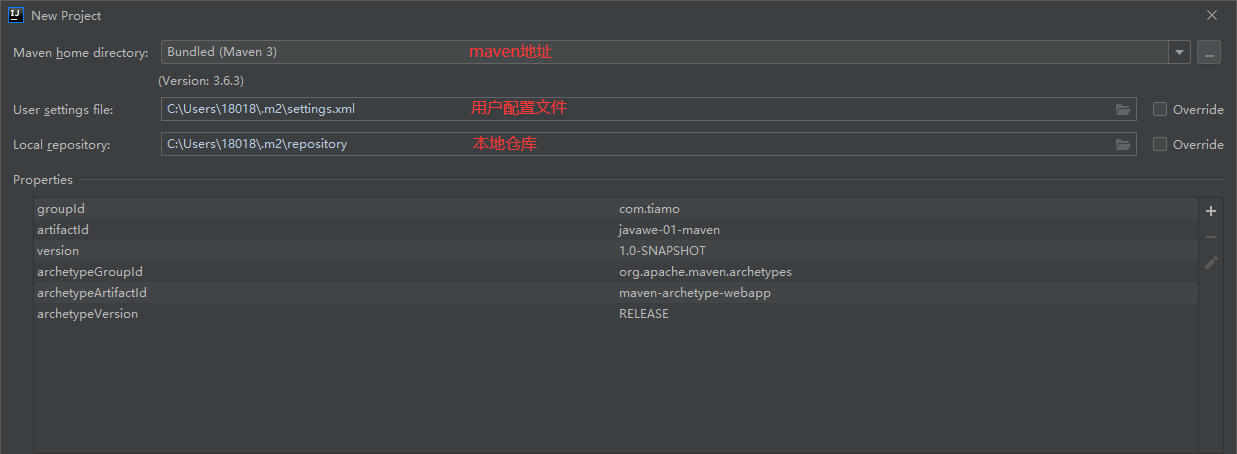 New Project
Maven home directory: Bundled (Maven 3) maven地址 ...
(Version: 3.6.3)
User settings file: C:\Users\18018\.m2\settings.xml 用户配置文件 Override
Local repository: C:\Users\18018\.m2\repository 本地仓库 Override
Properties
groupId com.tiamo
artifactId javawe-01-maven
version 1.0-SNAPSHOT
archetypeGroupId org.apache.maven.archetypes
archetypeArtifactId maven-archetype-webapp
archetypeVersion RELEASE